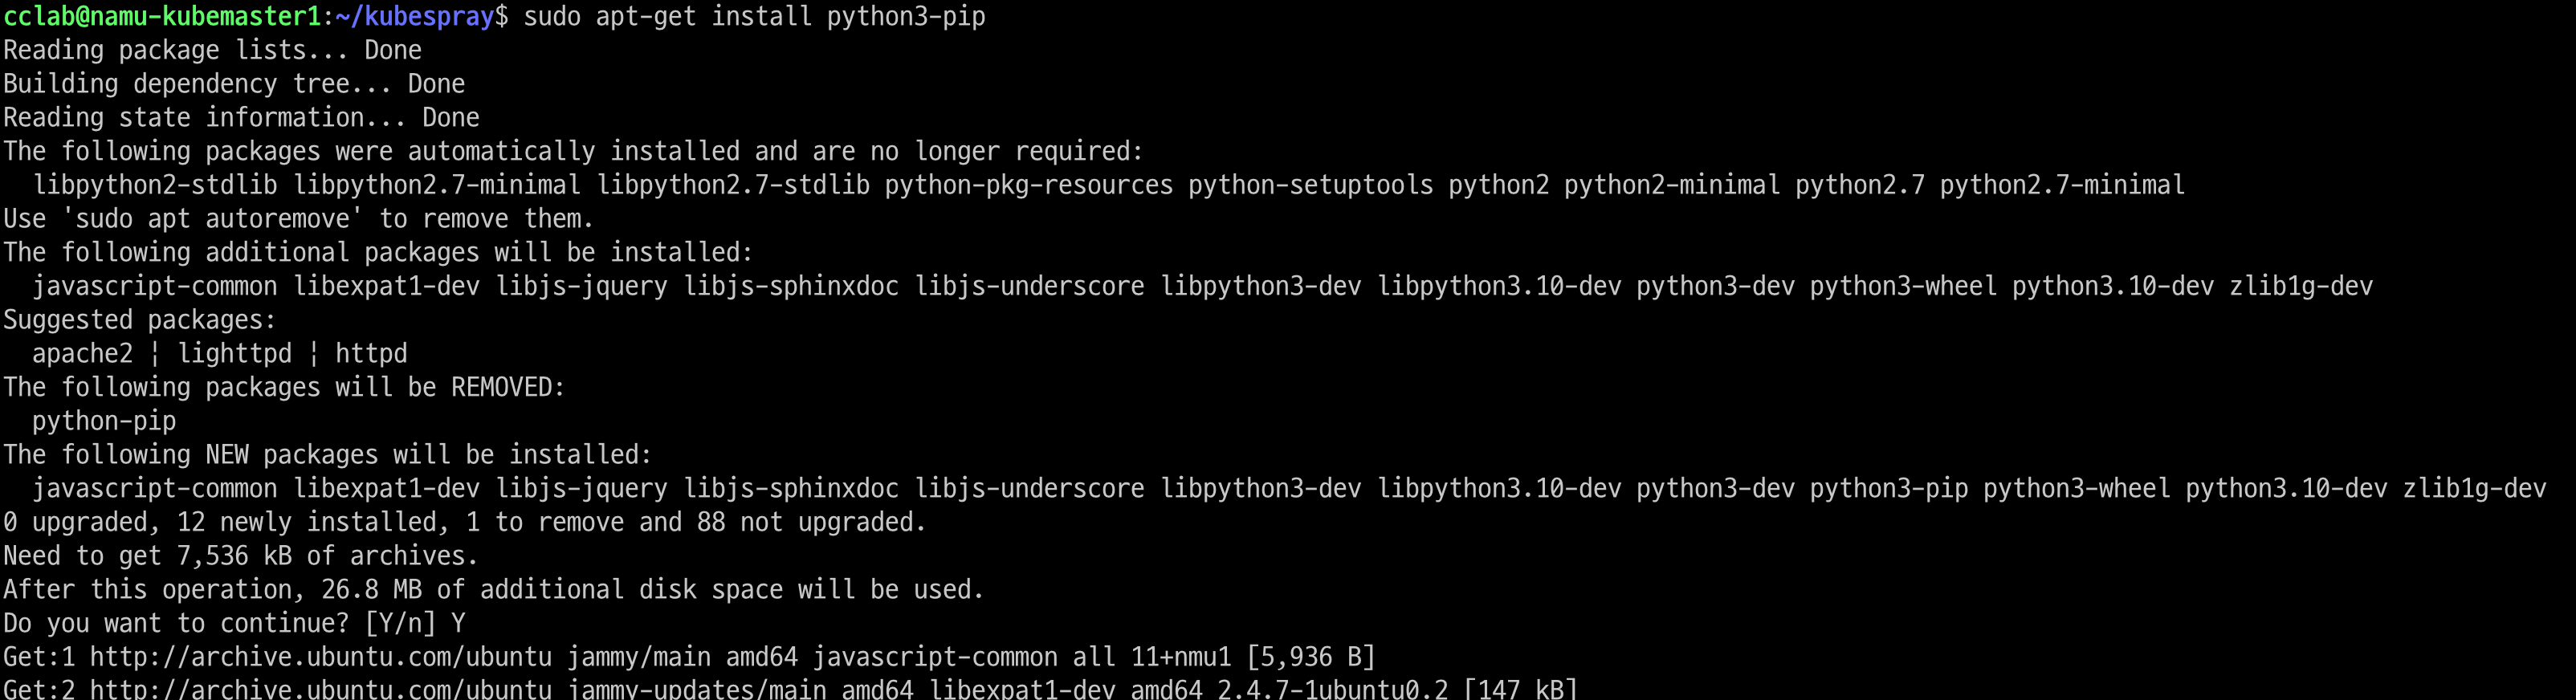 cclab@namu-kubemaster1:~/kubespray$ sudo apt-get install python3-pip
Reading package lists... Done
Building dependency tree... Done
Reading state information... Done
The following packages were automatically installed and are no longer required:
  libpython2-stdlib libpython2.7-minimal libpython2.7-stdlib python-pkg-resources python-setuptools python2 python2-minimal python2.7 python2.7-minimal
Use 'sudo apt autoremove' to remove them.
The following additional packages will be installed:
  javascript-common libexpat1-dev libjs-jquery libjs-sphinxdoc libjs-underscore libpython3-dev libpython3.10-dev python3-dev python3-wheel python3.10-dev zlib1g-dev
Suggested packages:
  apache2 ¦ lighttpd ¦ httpd
The following packages will be REMOVED:
  python-pip
The following NEW packages will be installed:
  javascript-common libexpat1-dev libjs-jquery libjs-sphinxdoc libjs-underscore libpython3-dev libpython3.10-dev python3-dev python3-pip python3-wheel python3.10-dev zlib1g-dev
0 upgraded, 12 newly installed, 1 to remove and 88 not upgraded.
Need to get 7,536 kB of archives.
After this operation, 26.8 MB of additional disk space will be used.
Do you want to continue? [Y/n] Y
Get:1 http://archive.ubuntu.com/ubuntu jammy/main amd64 javascript-common all 11+nmu1 [5,936 B]
Get:2 http://archive.ubuntu.com/ubuntu jammy-updates/main amd64 libexpat1-dev amd64 2.4.7-1ubuntu0.2 [147 kB]